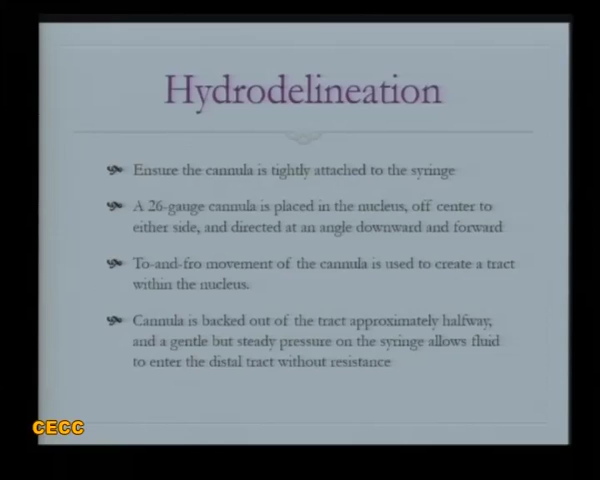 Hydrodelineation
Ensure the cannula is tightly attached to the syringe
A 26-gauge cannula is placed in the nucleus, off center to
either side, and directed at an angle downward and forward
To-and-fro movement of the cannula is used to create a tract
within the nucleus.
Cannula is backed out of the tract approximately halfway,
and a gentle but steady pressure on the syringe allows fluid
to enter the distal tract without resistance
CECC